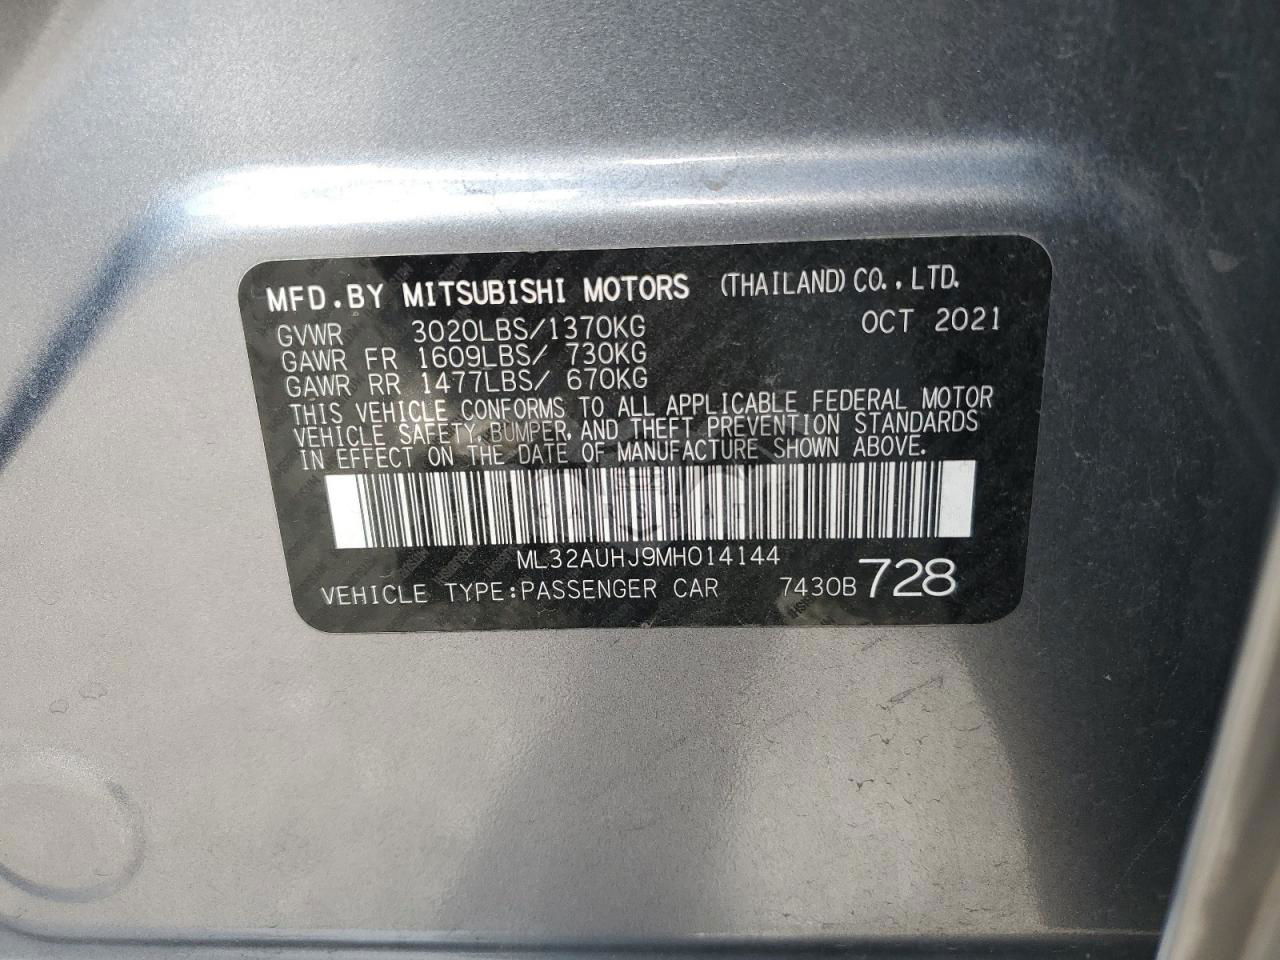 MFD.BY MITSUBISHI MOTORS (THAILAND) CO., LTD.
GVWR 3020LBS/1370KG OCT 2021
GAWR FR 1609LBS/ 730KG
GAWR RR 1477LBS/ 670KG
THIS VEHICLE CONFORMS TO ALL APPLICABLE FEDERAL MOTOR
VEHICLE SAFETY, BUMPER, AND THEFT PREVENTION STANDARDS
IN EFFECT ON THE DATE OF MANUFACTURE SHOWN ABOVE.
ML32AUHJ9MH014144
VEHICLE TYPE:PASSENGER CAR 7430B 728